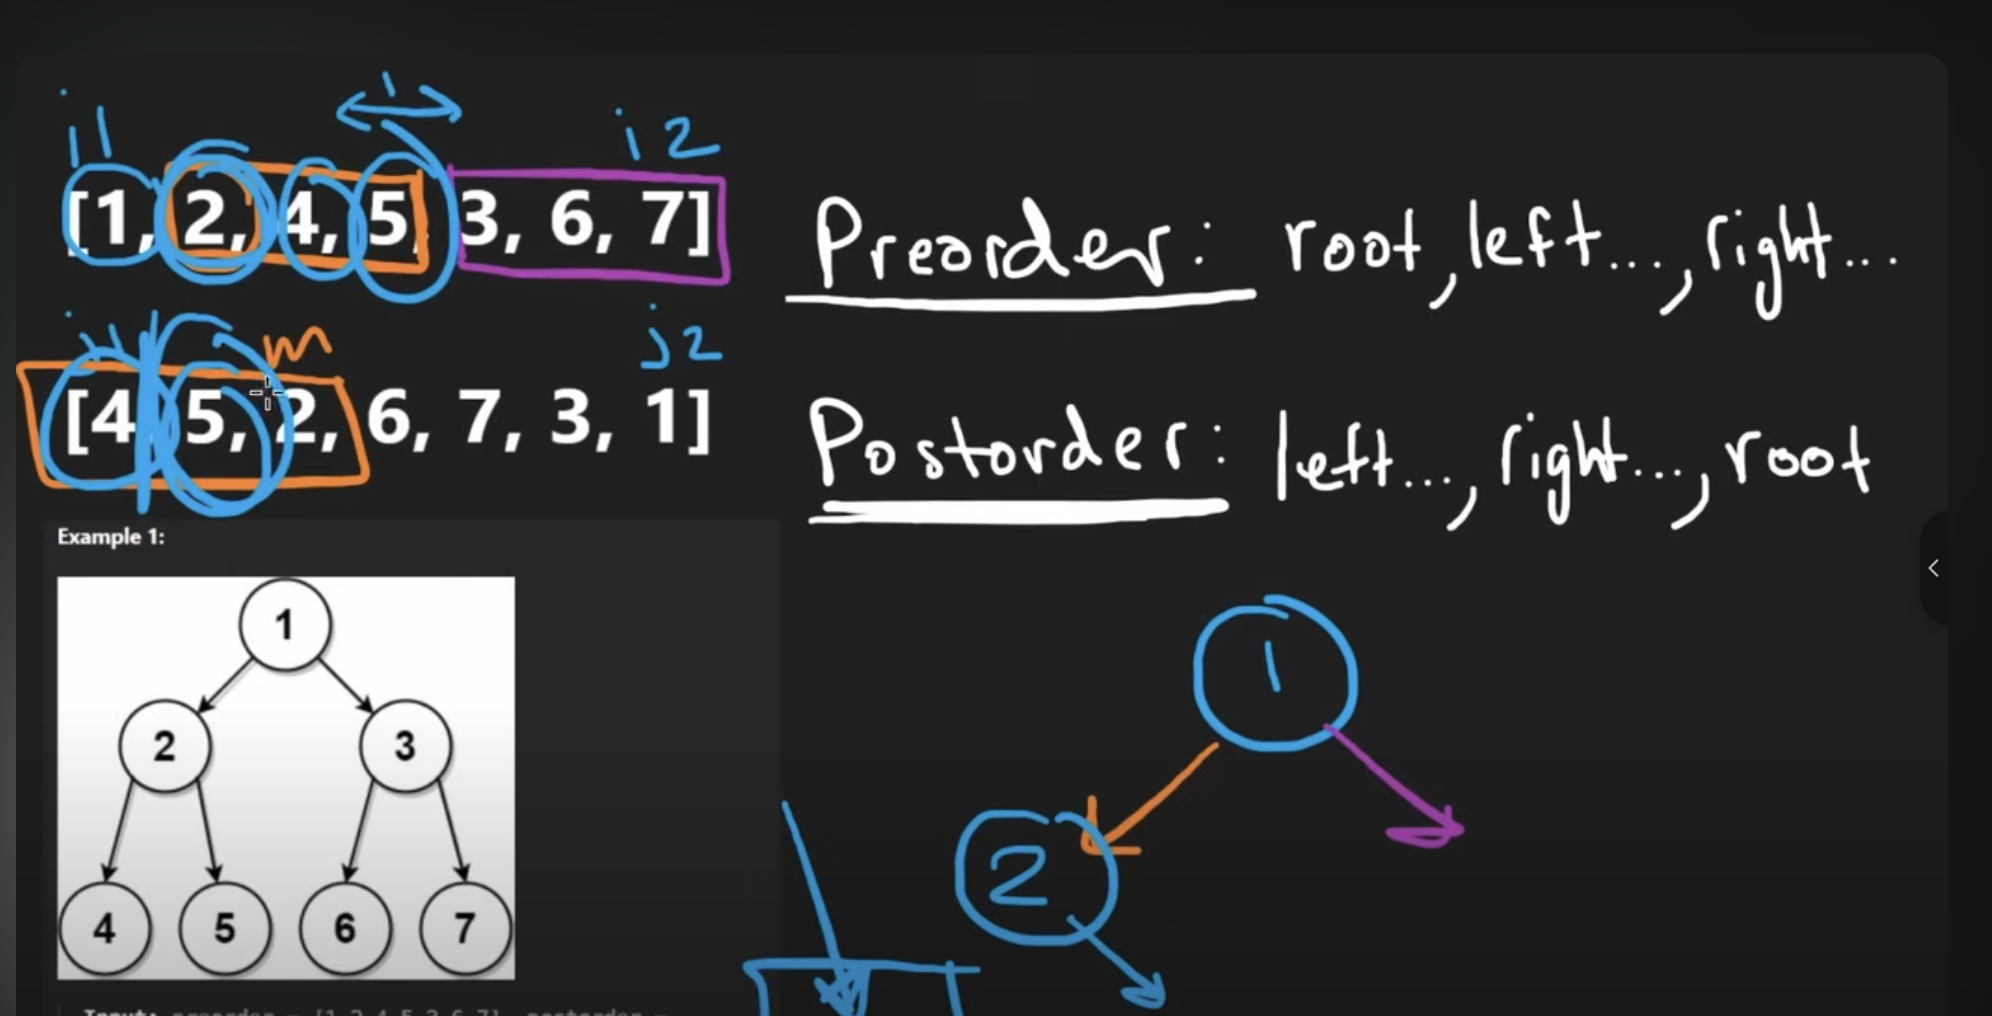 i1 i i2
[1, 2, 4, 5, 3, 6, 7]
Preorder: root, left..., right...
j1 m j2
[4, 5, 2, 6, 7, 3, 1]
Postorder: left..., right..., root
Example 1:
1
2 3
4 5 6 7
1
2
Input: preorder = [1,2,4,5,3,6,7], postorder =